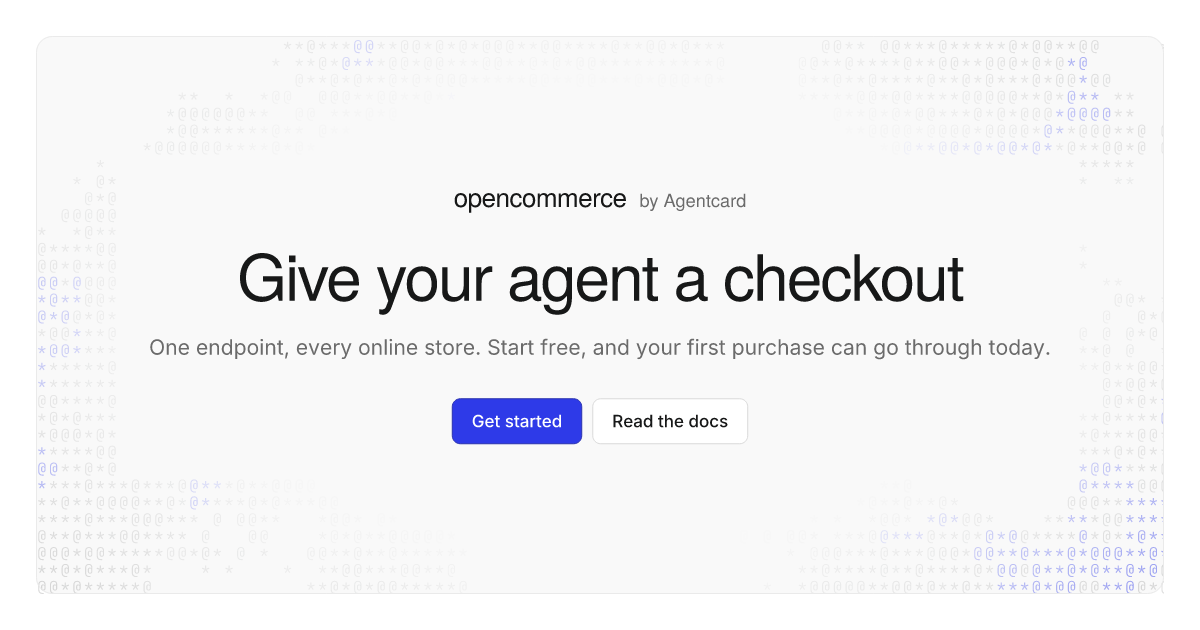 opencommerce by Agentcard
Give your agent a checkout
One endpoint, every online store. Start free, and your first purchase can go through today.
Get started
Read the docs